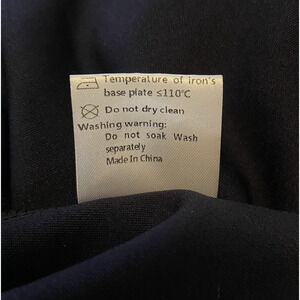 Temperature of iron's
base plate ≤110℃
Do not dry clean
Washing warning:
Do not soak Wash
separately
Made In China